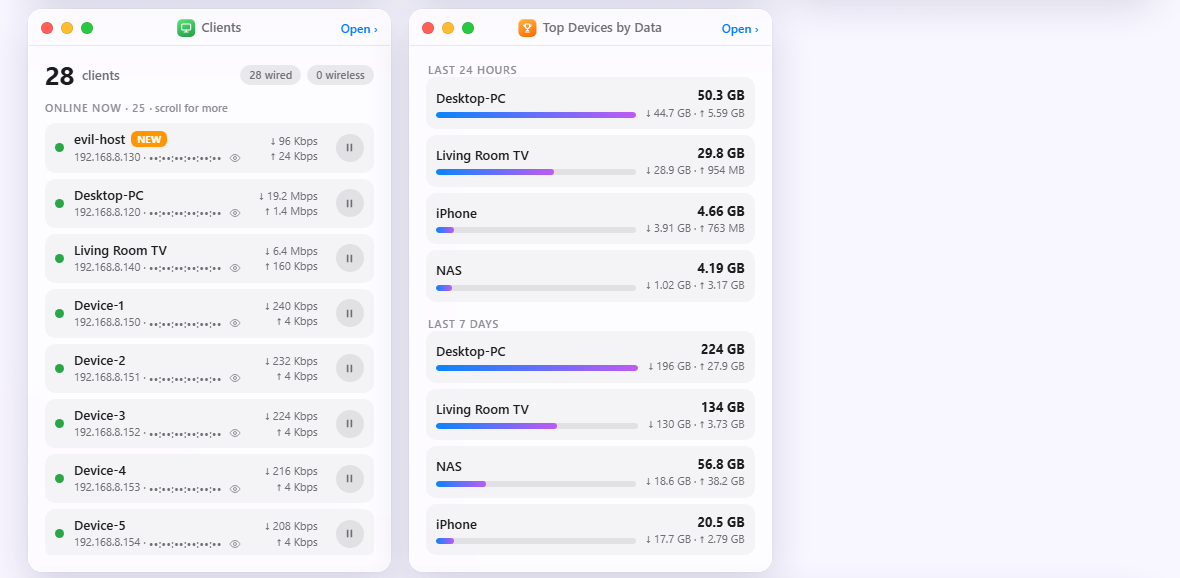 Clients
Open ›
28 clients
28 wired
0 wireless
ONLINE NOW · 25 · scroll for more
evil-host NEW
↓ 96 Kbps
192.168.8.130 · ••:••:••:••:••:••
↑ 24 Kbps
Desktop-PC
↓ 19.2 Mbps
192.168.8.120 · ••:••:••:••:••:••
↑ 1.4 Mbps
Living Room TV
↓ 6.4 Mbps
192.168.8.140 · ••:••:••:••:••:••
↑ 160 Kbps
Device-1
↓ 240 Kbps
192.168.8.150 · ••:••:••:••:••:••
↑ 4 Kbps
Device-2
↓ 232 Kbps
192.168.8.151 · ••:••:••:••:••:••
↑ 4 Kbps
Device-3
↓ 224 Kbps
192.168.8.152 · ••:••:••:••:••:••
↑ 4 Kbps
Device-4
↓ 216 Kbps
192.168.8.153 · ••:••:••:••:••:••
↑ 4 Kbps
Device-5
↓ 208 Kbps
192.168.8.154 · ••:••:••:••:••:••
↑ 4 Kbps
Top Devices by Data
Open ›
LAST 24 HOURS
Desktop-PC
50.3 GB
↓ 44.7 GB · ↑ 5.59 GB
Living Room TV
29.8 GB
↓ 28.9 GB · ↑ 954 MB
iPhone
4.66 GB
↓ 3.91 GB · ↑ 763 MB
NAS
4.19 GB
↓ 1.02 GB · ↑ 3.17 GB
LAST 7 DAYS
Desktop-PC
224 GB
↓ 196 GB · ↑ 27.9 GB
Living Room TV
134 GB
↓ 130 GB · ↑ 3.73 GB
NAS
56.8 GB
↓ 18.6 GB · ↑ 38.2 GB
iPhone
20.5 GB
↓ 17.7 GB · ↑ 2.79 GB